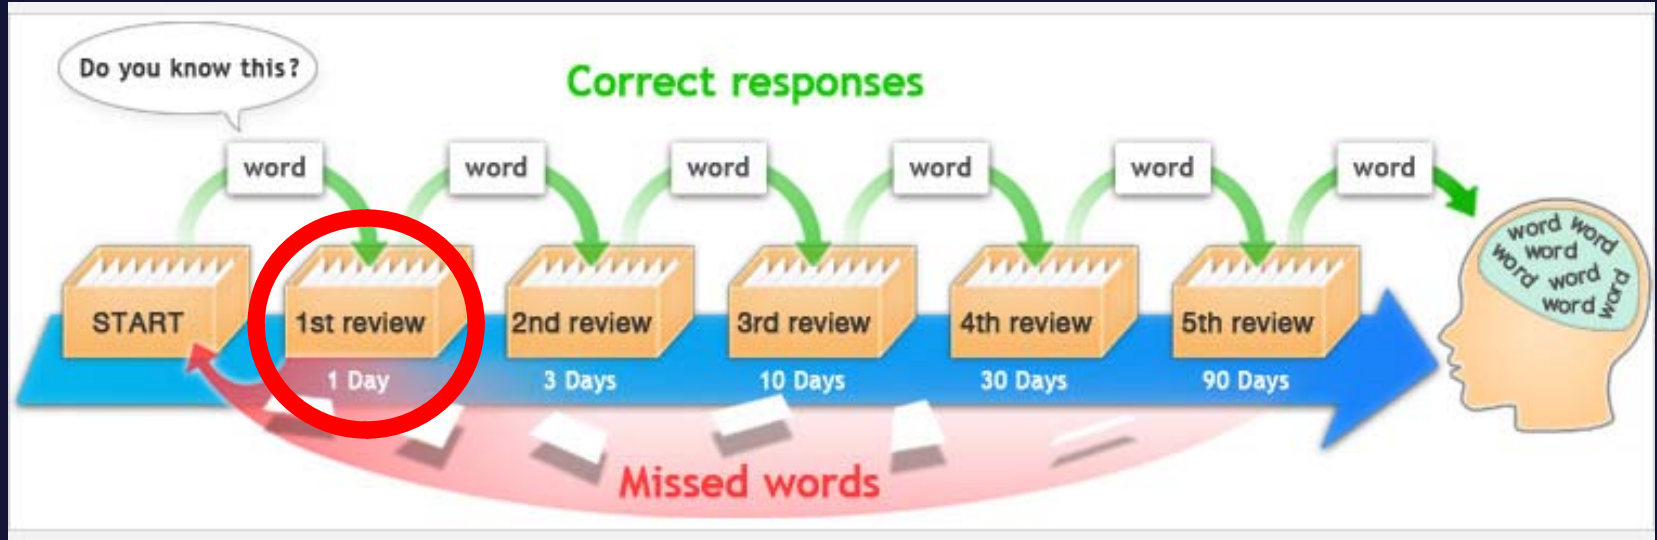 Do you know this?
Correct responses
word word word word word word
word word
word
word word word
word
START 1st review 2nd review 3rd review 4th review 5th review
1 Day 3 Days 10 Days 30 Days 90 Days
Missed words